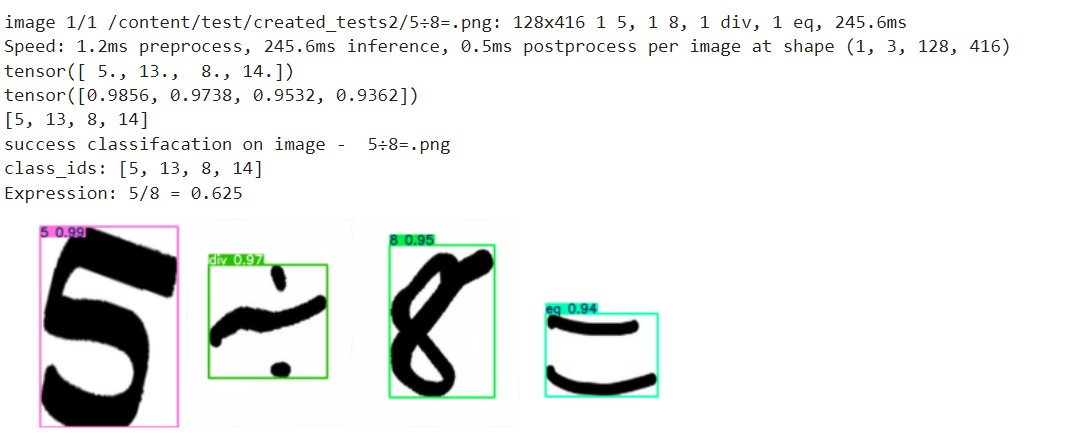 image 1/1 /content/test/created_tests2/5÷8=.png: 128x416 1 5, 1 8, 1 div, 1 eq, 245.6ms
Speed: 1.2ms preprocess, 245.6ms inference, 0.5ms postprocess per image at shape (1, 3, 128, 416)
tensor([ 5., 13.,  8., 14.])
tensor([0.9856, 0.9738, 0.9532, 0.9362])
[5, 13, 8, 14]
success classifacation on image -  5÷8=.png
class_ids: [5, 13, 8, 14]
Expression: 5/8 = 0.625
5 0.99 div 0.97 8 0.95 eq 0.94
5 ÷ 8 =